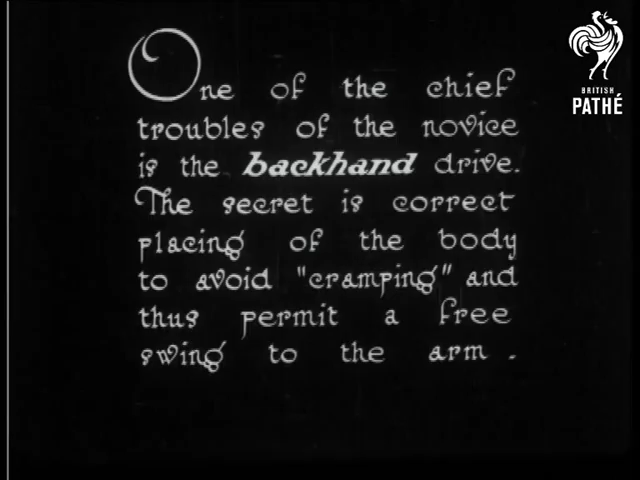 One of the chief
troubles of the novice
is the backhand drive.
The secret is correct
placing of the body
to avoid "cramping" and
thus permit a free
swing to the arm.
BRITISH
PATHÉ